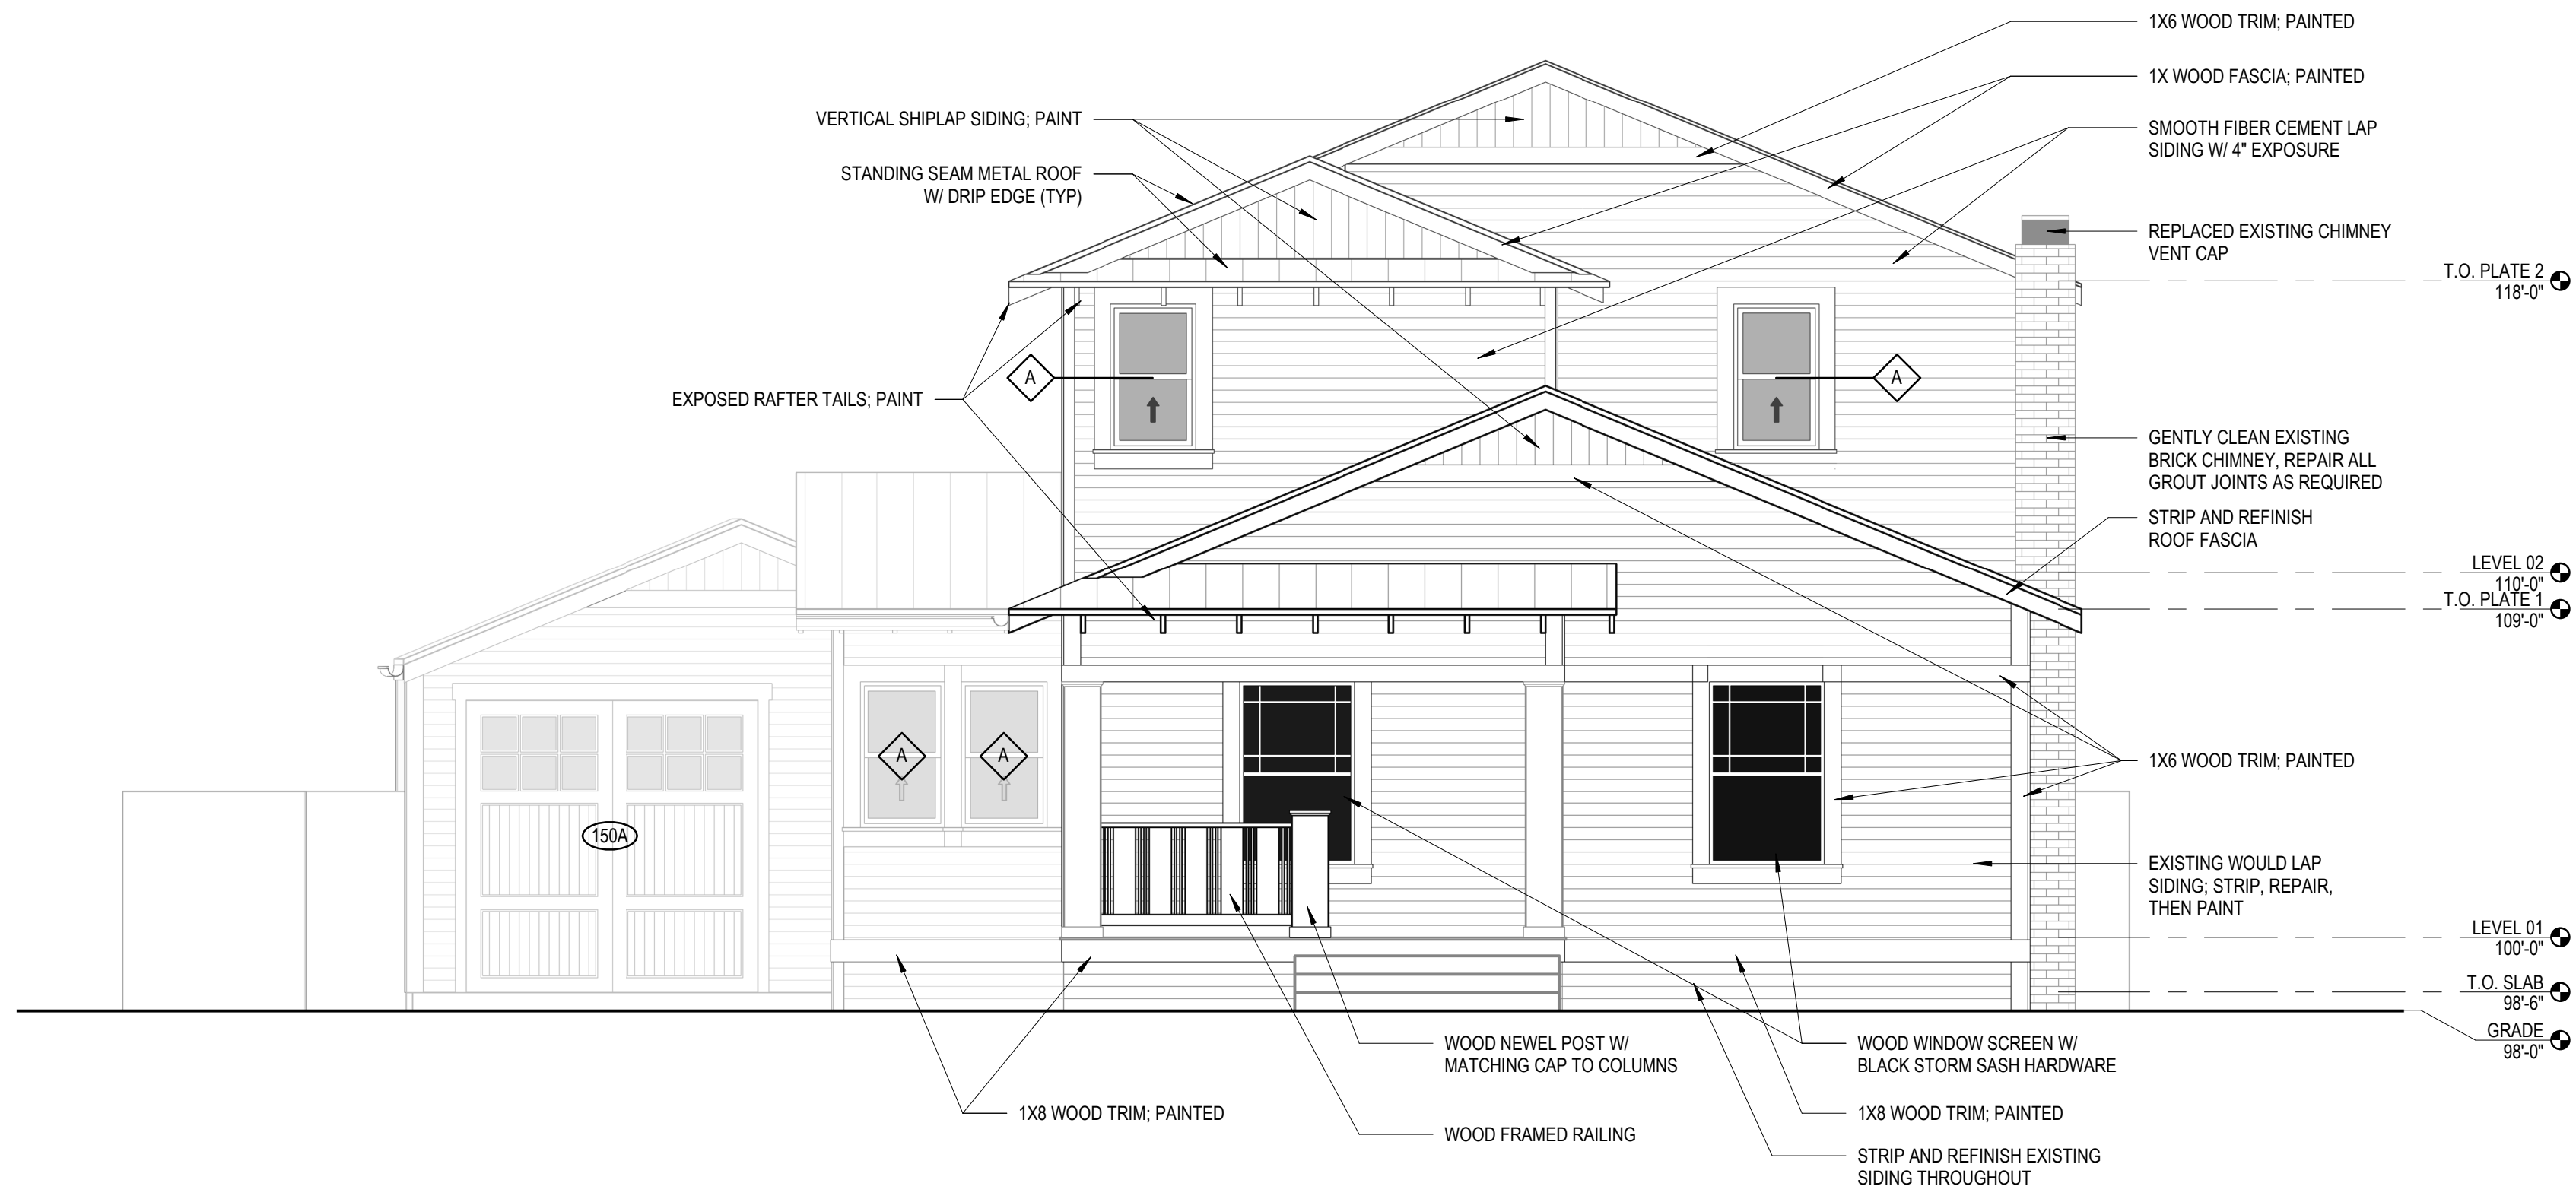 1X6 WOOD TRIM; PAINTED
1X WOOD FASCIA; PAINTED
VERTICAL SHIPLAP SIDING; PAINT
SMOOTH FIBER CEMENT LAP
SIDING W/ 4" EXPOSURE
STANDING SEAM METAL ROOF
W/ DRIP EDGE (TYP)
REPLACED EXISTING CHIMNEY
VENT CAP
T.O. PLATE 2
118'-0"
A
A
EXPOSED RAFTER TAILS; PAINT
GENTLY CLEAN EXISTING
BRICK CHIMNEY, REPAIR ALL
GROUT JOINTS AS REQUIRED
STRIP AND REFINISH
ROOF FASCIA
LEVEL 02
110'-0"
T.O. PLATE 1
109'-0"
A
A
1X6 WOOD TRIM; PAINTED
150A
EXISTING WOULD LAP
SIDING; STRIP, REPAIR,
THEN PAINT
LEVEL 01
100'-0"
T.O. SLAB
98'-6"
GRADE
98'-0"
WOOD NEWEL POST W/
MATCHING CAP TO COLUMNS
WOOD WINDOW SCREEN W/
BLACK STORM SASH HARDWARE
1X8 WOOD TRIM; PAINTED
1X8 WOOD TRIM; PAINTED
WOOD FRAMED RAILING
STRIP AND REFINISH EXISTING
SIDING THROUGHOUT